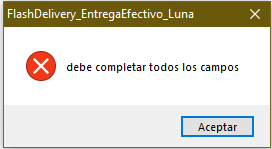 FlashDelivery_EntregaEfectivo_Luna
debe completar todos los campos
Aceptar